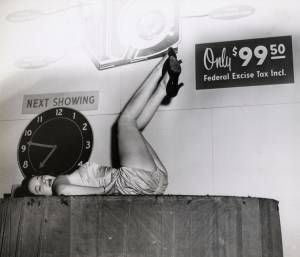 Only $99.50
Federal Excise Tax Incl.
NEXT SHOWING